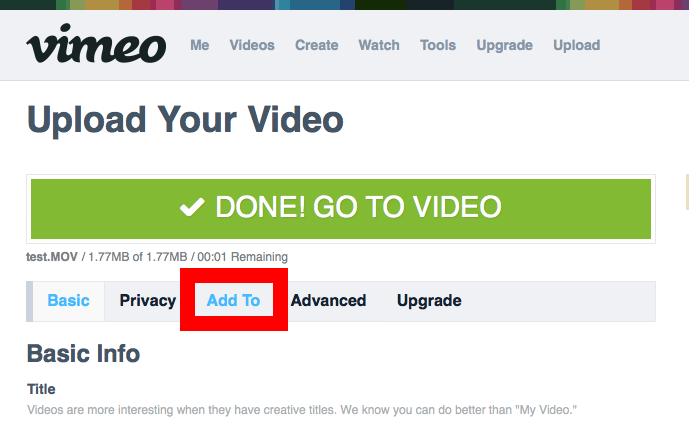 vimeo Me Videos Create Watch Tools Upgrade Upload
Upload Your Video
DONE! GO TO VIDEO
test.MOV / 1.77MB of 1.77MB / 00:01 Remaining
Basic Privacy Add To Advanced Upgrade
Basic Info
Title
Videos are more interesting when they have creative titles. We know you can do better than "My Video."